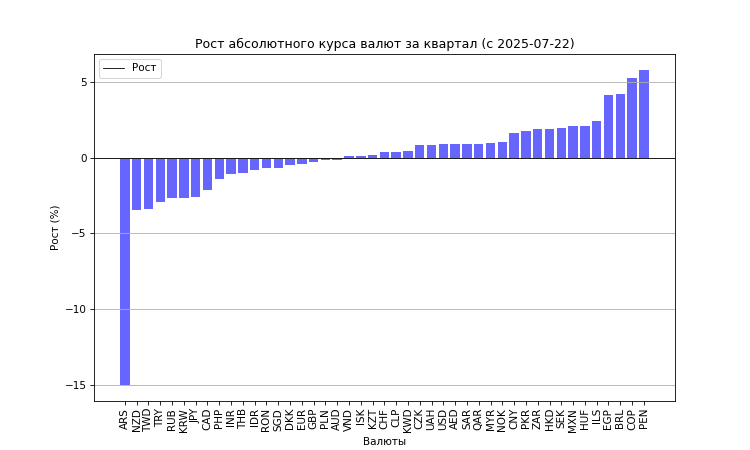 Рост абсолютного курса валют за квартал (с 2025-07-22)
Рост
5
0
−5
−10
−15
Рост (%)
ARS
NZD
TWD
TRY
RUB
KRW
JPY
CAD
PHP
INR
THB
IDR
RON
SGD
DKK
EUR
GBP
PLN
AUD
VND
ISK
KZT
CHF
CLP
KWD
CZK
UAH
USD
AED
SAR
QAR
MYR
NOK
CNY
PKR
ZAR
HKD
SEK
MXN
HUF
ILS
EGP
BRL
COP
PEN
Валюты